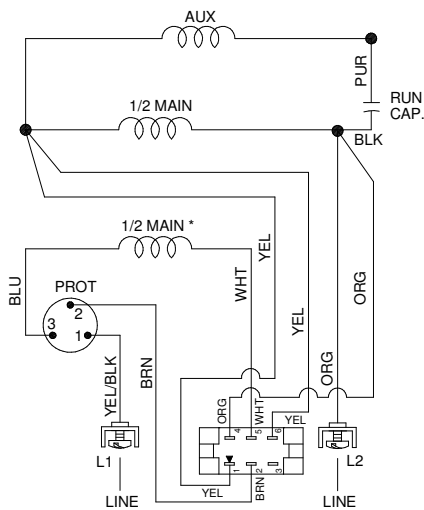 AUX
PUR
RUN
CAP.
1/2 MAIN
BLK
1/2 MAIN *
YEL
BLU
WHT
YEL
ORG
PROT
2
3
1
YEL/BLK
BRN
ORG
ORG
WHT
YEL
4
5
6
L1
L2
1
2
3
YEL
BRN
LINE
LINE